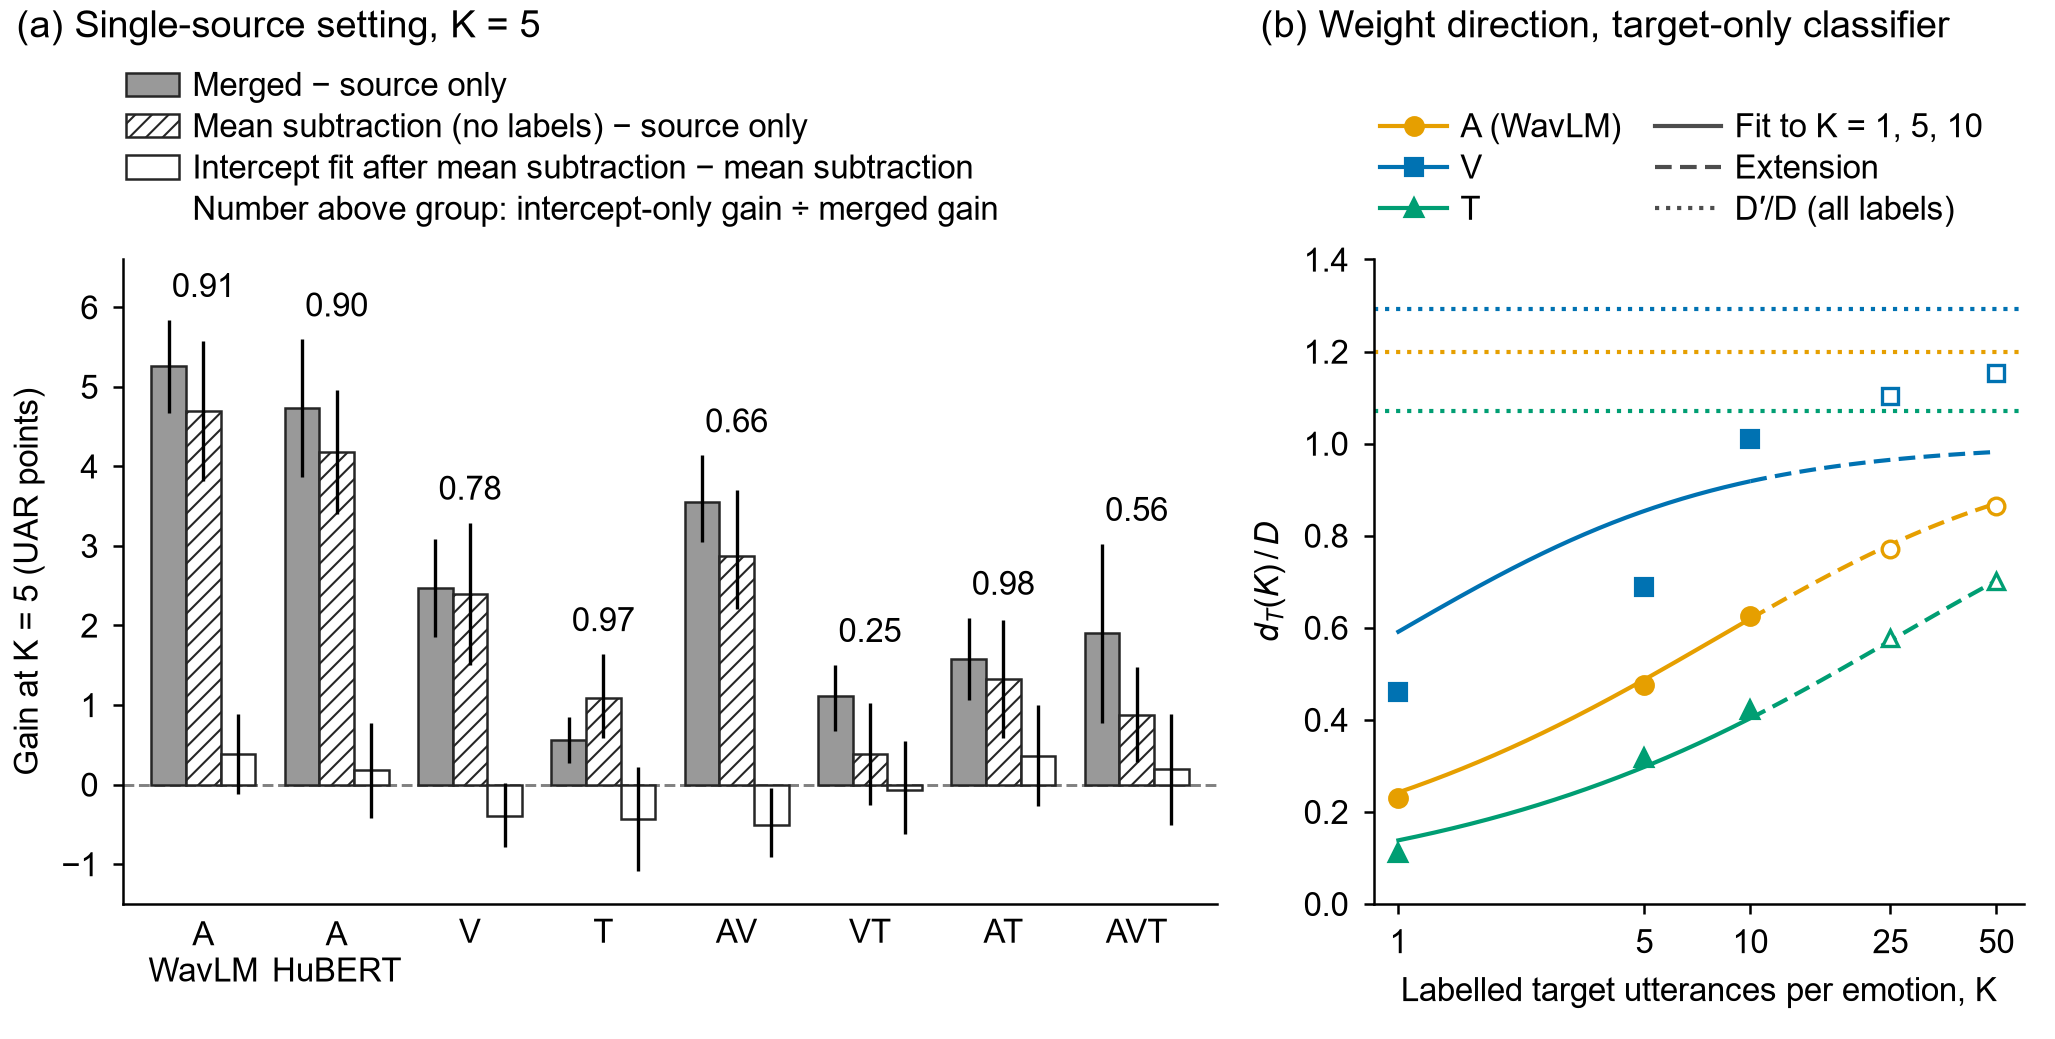 (a) Single-source setting, K = 5
Merged − source only
Mean subtraction (no labels) − source only
Intercept fit after mean subtraction − mean subtraction
Number above group: intercept-only gain ÷ merged gain
Gain at K = 5 (UAR points)
6
5
4
3
2
1
0
−1
0.91
0.90
0.78
0.97
0.66
0.25
0.98
0.56
A
WavLM
A
HuBERT
V
T
AV
VT
AT
AVT
(b) Weight direction, target-only classifier
A (WavLM)
V
T
Fit to K = 1, 5, 10
Extension
D′/D (all labels)
d_T(K) / D
1.4
1.2
1.0
0.8
0.6
0.4
0.2
0.0
1
5
10
25
50
Labelled target utterances per emotion, K